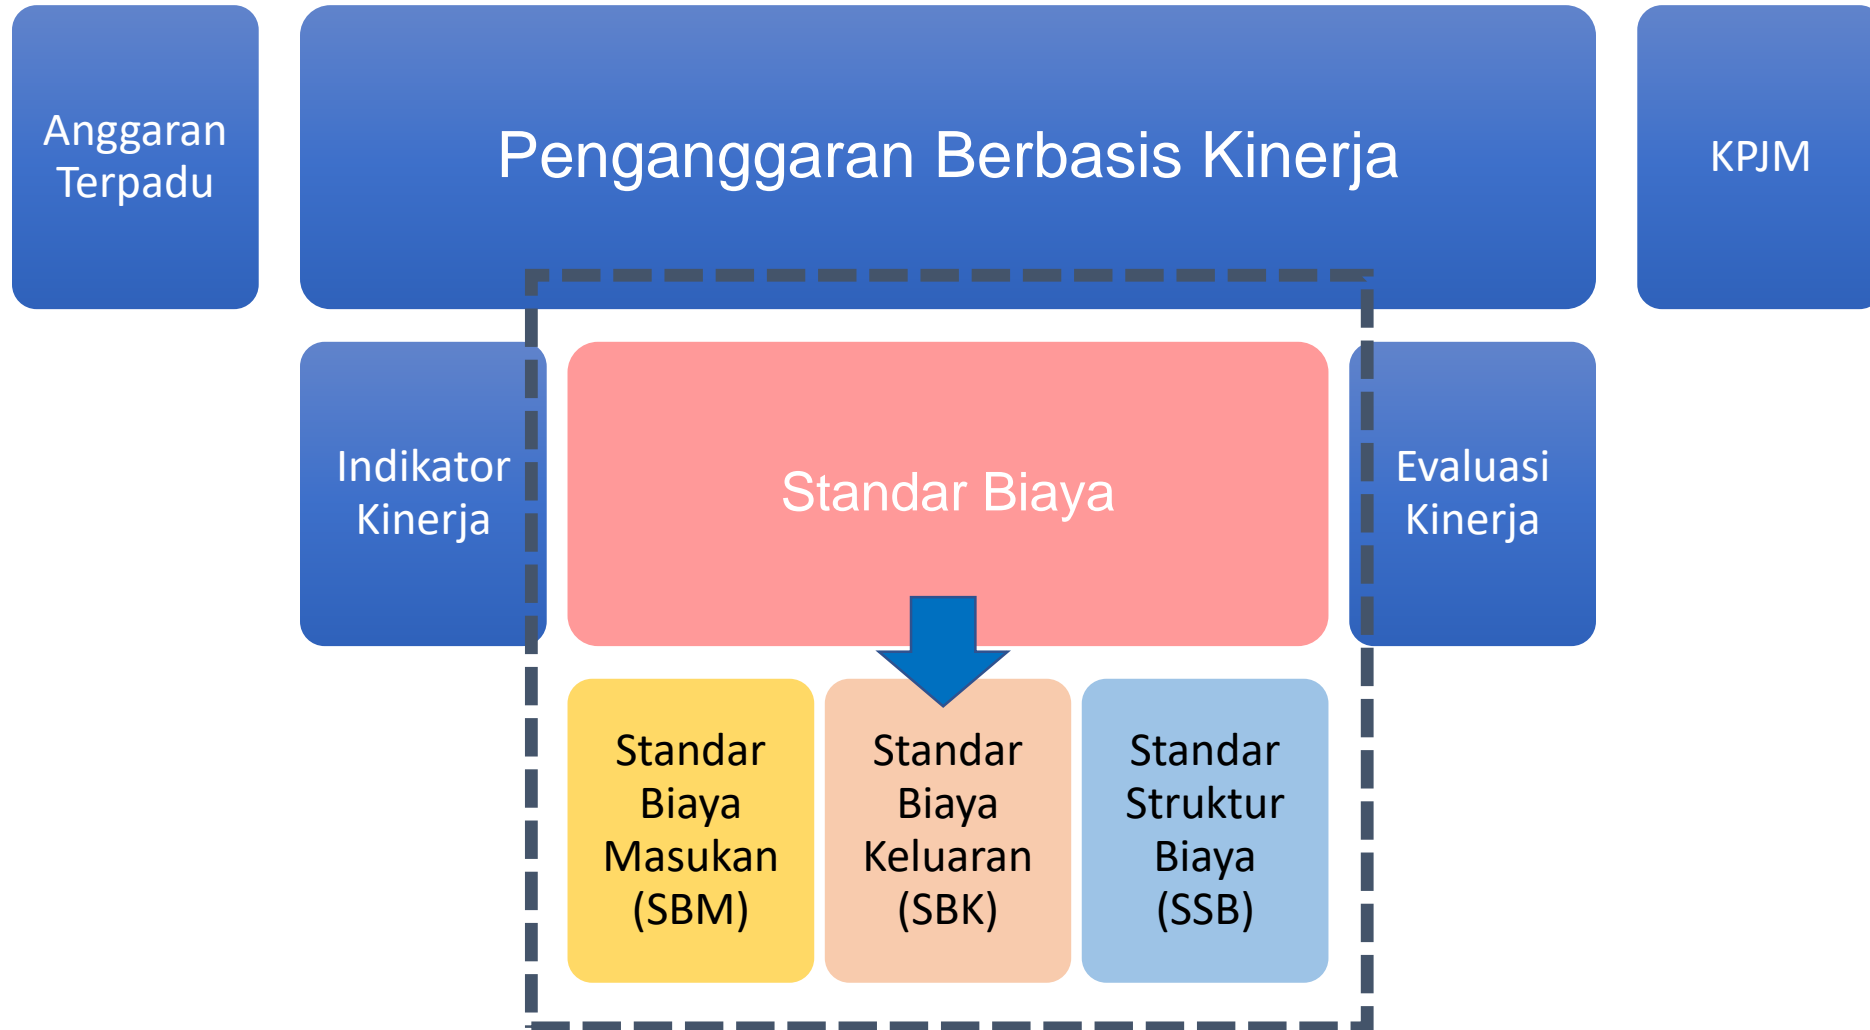 Anggaran
Terpadu
Penganggaran Berbasis Kinerja
KPJM
Indikator
Kinerja
Standar Biaya
Evaluasi
Kinerja
Standar
Biaya
Masukan
(SBM)
Standar
Biaya
Keluaran
(SBK)
Standar
Struktur
Biaya
(SSB)